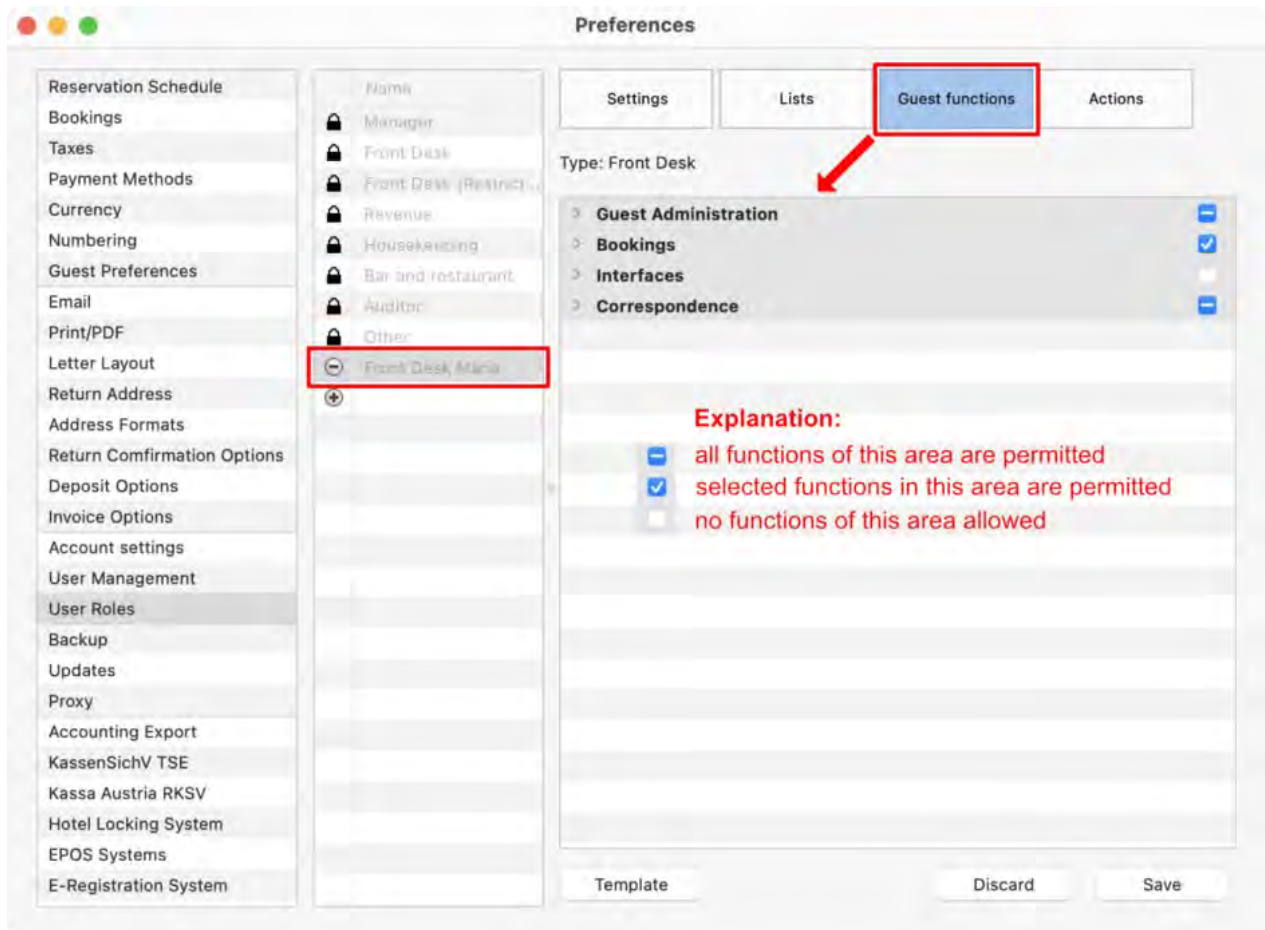 Preferences
Reservation Schedule
Bookings
Taxes
Payment Methods
Currency
Numbering
Guest Preferences
Email
Print/PDF
Letter Layout
Return Address
Address Formats
Return Comfirmation Options
Deposit Options
Invoice Options
Account settings
User Management
User Roles
Backup
Updates
Proxy
Accounting Export
KassenSichV TSE
Kassa Austria RKSV
Hotel Locking System
EPOS Systems
E-Registration System
Name
Manager
Front Desk
Front Desk (Restrict...
Revenue
Housekeeping
Bar and restaurant
Auditor
Other
Front Desk Maria
Settings
Lists
Guest functions
Actions
Type: Front Desk
Guest Administration
Bookings
Interfaces
Correspondence
Explanation:
all functions of this area are permitted
selected functions in this area are permitted
no functions of this area allowed
Template
Discard
Save